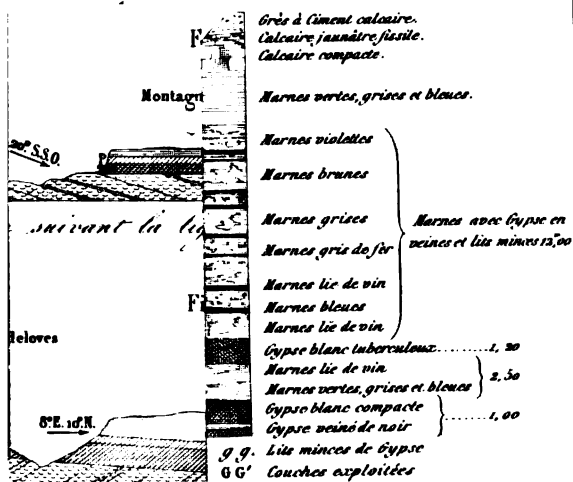 Grès à Ciment calcaire.
Calcaire jaunâtre fissile.
Calcaire compacte.
Montagn
Marnes vertes, grises et bleues.
20° S.S.O.
Marnes violettes
Marnes brunes
suivant la lig
Marnes grises
Marnes avec Gypse en
veines et lits minces 12,m00
Marnes gris de fer
Marnes lie de vin
Marnes bleues
Marnes lie de vin
Heloves
Gypse blanc tuberculeux........1,20
Marnes lie de vin
2,50
Marnes vertes, grises et bleues
Gypse blanc compacte
1,00
Gypse veiné de noir
8° E. 10° N.
g g. Lits minces de Gypse
G G' Couches exploitées